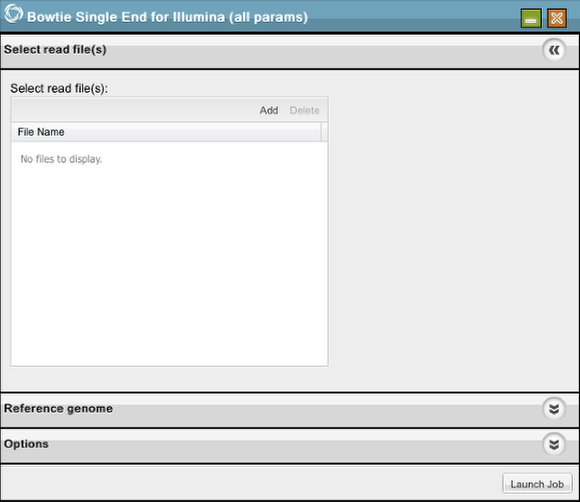 Bowtie Single End for Illumina (all params)
Select read file(s)
Select read file(s):
Add Delete
File Name
No files to display.
Reference genome
Options
Launch Job